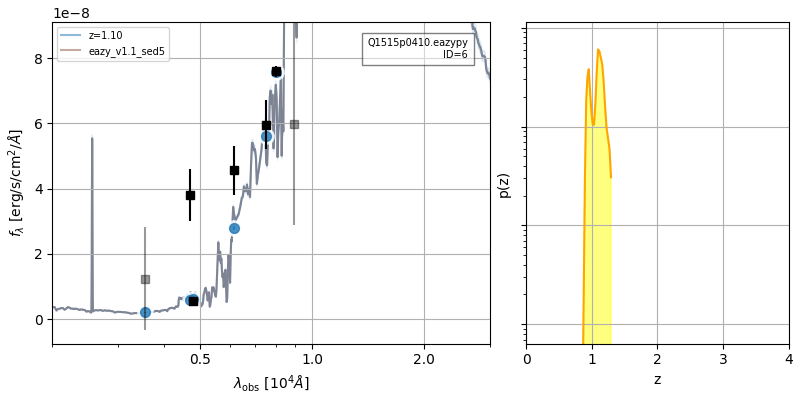 1e−8
z=1.10
eazy_v1.1_sed5
Q1515p0410.eazypy
ID=6
8
6
4
2
0
f_λ [erg/s/cm²/Å]
0.5 1.0 2.0
λ_obs [10⁴Å]
p(z)
0 1 2 3 4
z